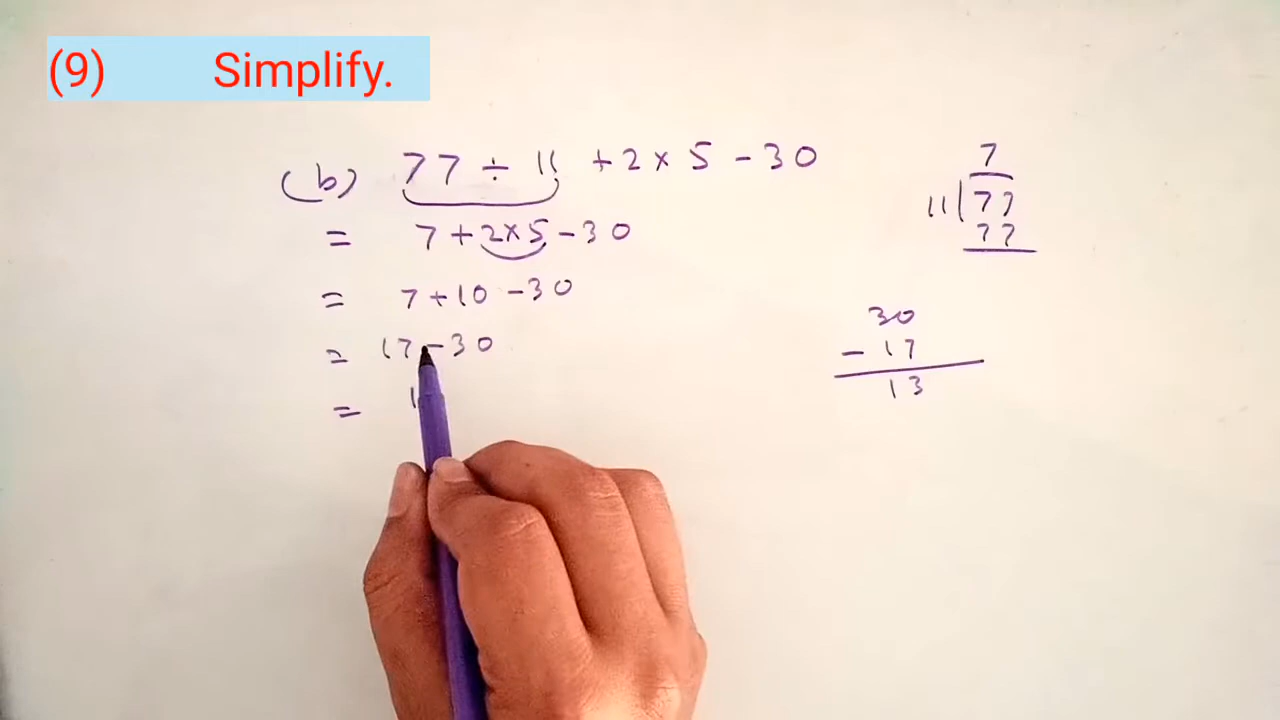 (9) Simplify.
(b) 77 ÷ 11 + 2 × 5 - 30
= 7 + 2 × 5 - 30
= 7 + 10 - 30
= 17 - 30
= 1
7
11 77
77
30
- 17
13